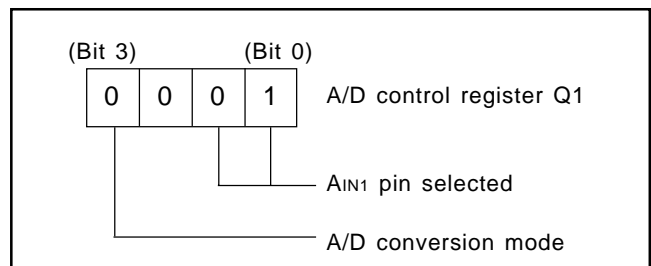 (Bit 3) (Bit 0)
0 0 0 1 A/D control register Q1
AIN1 pin selected
A/D conversion mode